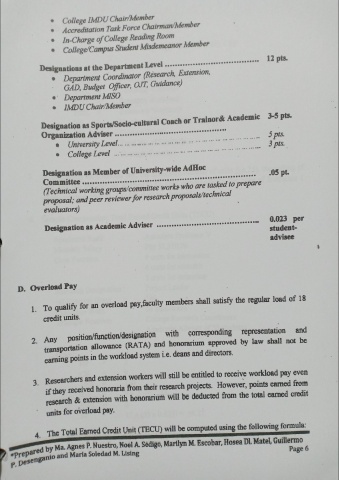 • College IMDU Chair/Member
• Accreditation Task Force Chairman/Member
• In-Charge of College Reading Room
• College/Campus Student Misdemeanor Member
Designations at the Department Level ........................................ 12 pts.
• Department Coordinator (Research, Extension,
GAD, Budget Officer, OJT, Guidance)
• Department MISO
• IMDU Chair/Member
Designation as Sports/Socio-cultural Coach or Trainor& Academic 3-5 pts.
Organization Adviser ........................................
• University Level........................................ 5 pts.
• College Level ........................................ 3 pts.
Designation as Member of University-wide AdHoc
Committee ........................................ .05 pt.
(Technical working groups/committee works who are tasked to prepare
proposal; and peer reviewer for research proposals/technical
evaluators)
Designation as Academic Adviser ........................................ 0.023 per
student-
advisee
D. Overload Pay
1. To qualify for an overload pay,faculty members shall satisfy the regular load of 18
credit units.
2. Any position/function/designation with corresponding representation and
transportation allowance (RATA) and honorarium approved by law shall not be
earning points in the workload system i.e. deans and directors.
3. Researchers and extension workers will still be entitled to receive workload pay even
if they received honoraria from their research projects. However, points earned from
research & extension with honorarium will be deducted from the total earned credit
units for overload pay.
4. The Total Earned Credit Unit (TECU) will be computed using the following formula:
*Prepared by Ma. Agnes P. Nuestro, Noel A. Sedigo, Marilyn M. Escobar, Hosea Dl. Matel, Guillermo
P. Desenganio and Maria Soledad M. Lising Page 6